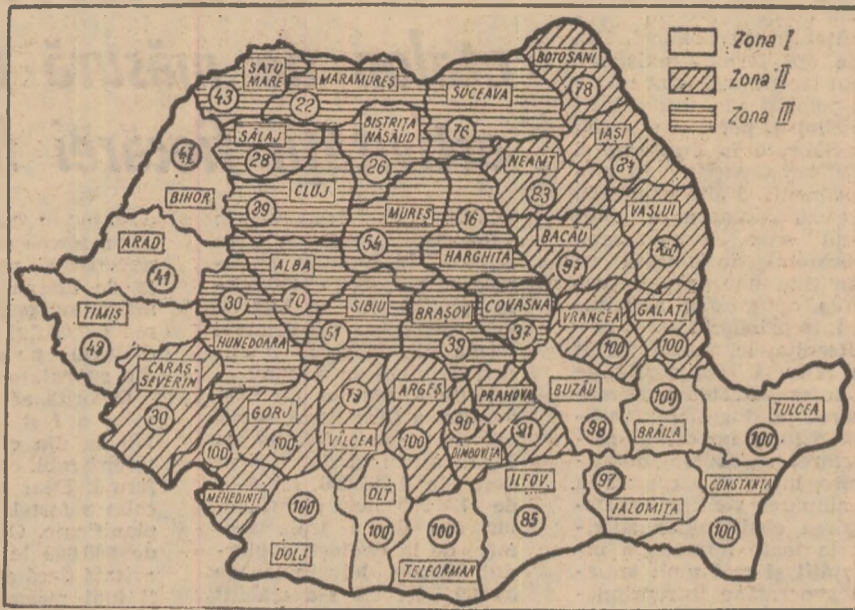 Zona I
Zona II
Zona III
SATU
MARE
43
MARAMUREȘ
22
SUCEAVA
76
BOTOȘANI
78
IAȘI
SĂLAJ
28
BISTRIȚA
NĂSĂUD
26
NEAMȚ
83
BIHOR
CLUJ
29
MUREȘ
54
16
HARGHITA
BACĂU
97
VASLUI
ARAD
41
ALBA
70
30
HUNEDOARA
SIBIU
51
BRAȘOV
39
COVASNA
37
VRANCEA
100
GALAȚI
100
TIMIȘ
CARAȘ-
SEVERIN
30
GORJ
100
VÎLCEA
ARGEȘ
100
90
DÎMBOVIȚA
PRAHOVA
91
BUZĂU
98
100
BRĂILA
TULCEA
100
100
MEHEDINȚI
100
DOLJ
OLT
100
100
TELEORMAN
ILFOV.
85
97
IALOMIȚA
CONSTANȚA
100